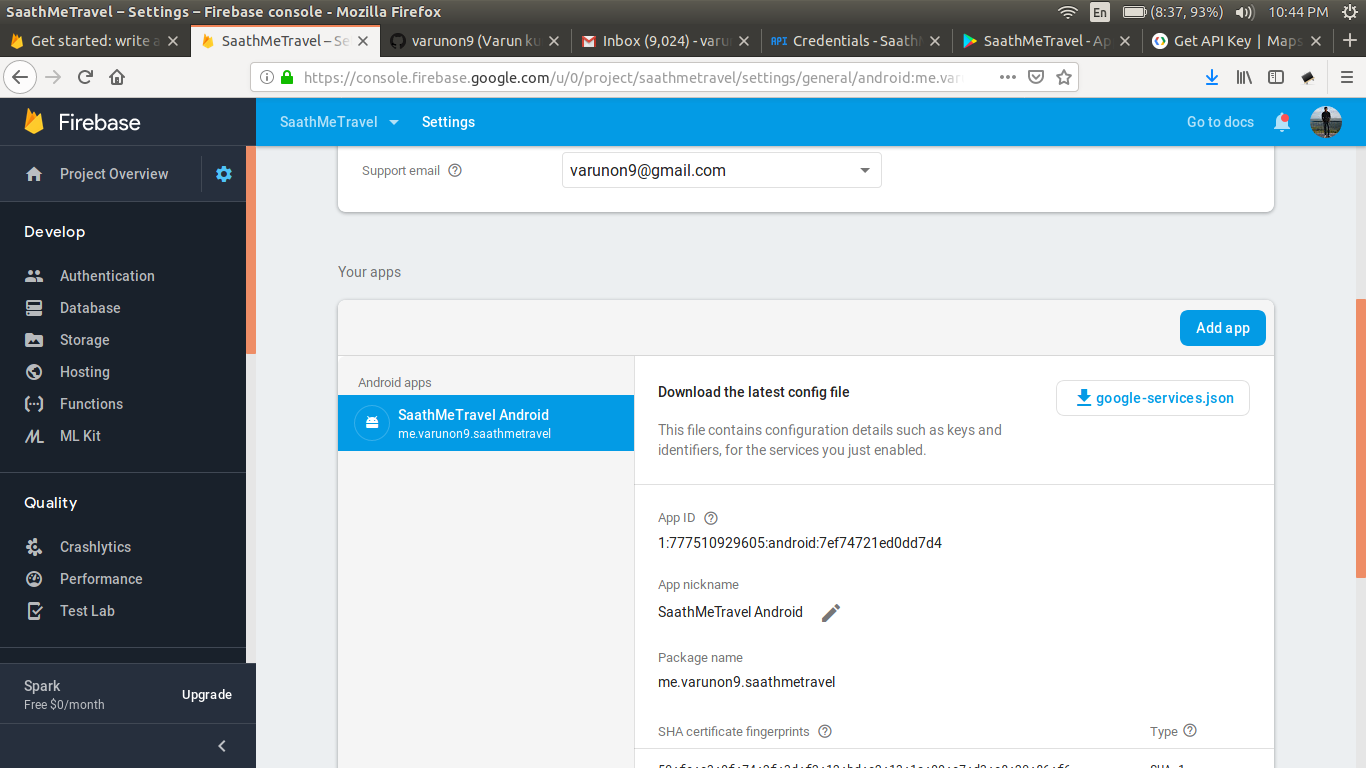 SaathMeTravel – Settings – Firebase console - Mozilla Firefox
En (8:37, 93%) 10:44 PM
Get started: write a
SaathMeTravel – Se
varunon9 (Varun ku
Inbox (9,024) - varu
API Credentials - Saath
SaathMeTravel - Ap
Get API Key | Maps
https://console.firebase.google.com/u/0/project/saathmetravel/settings/general/android:me.var
Firebase
SaathMeTravel
Settings
Go to docs
Project Overview
Support email
varunon9@gmail.com
Develop
Authentication
Database
Storage
Hosting
Functions
ML Kit
Quality
Crashlytics
Performance
Test Lab
Spark
Free $0/month
Upgrade
Your apps
Add app
Android apps
SaathMeTravel Android
me.varunon9.saathmetravel
Download the latest config file
google-services.json
This file contains configuration details such as keys and
identifiers, for the services you just enabled.
App ID
1:777510929605:android:7ef74721ed0dd7d4
App nickname
SaathMeTravel Android
Package name
me.varunon9.saathmetravel
SHA certificate fingerprints
Type